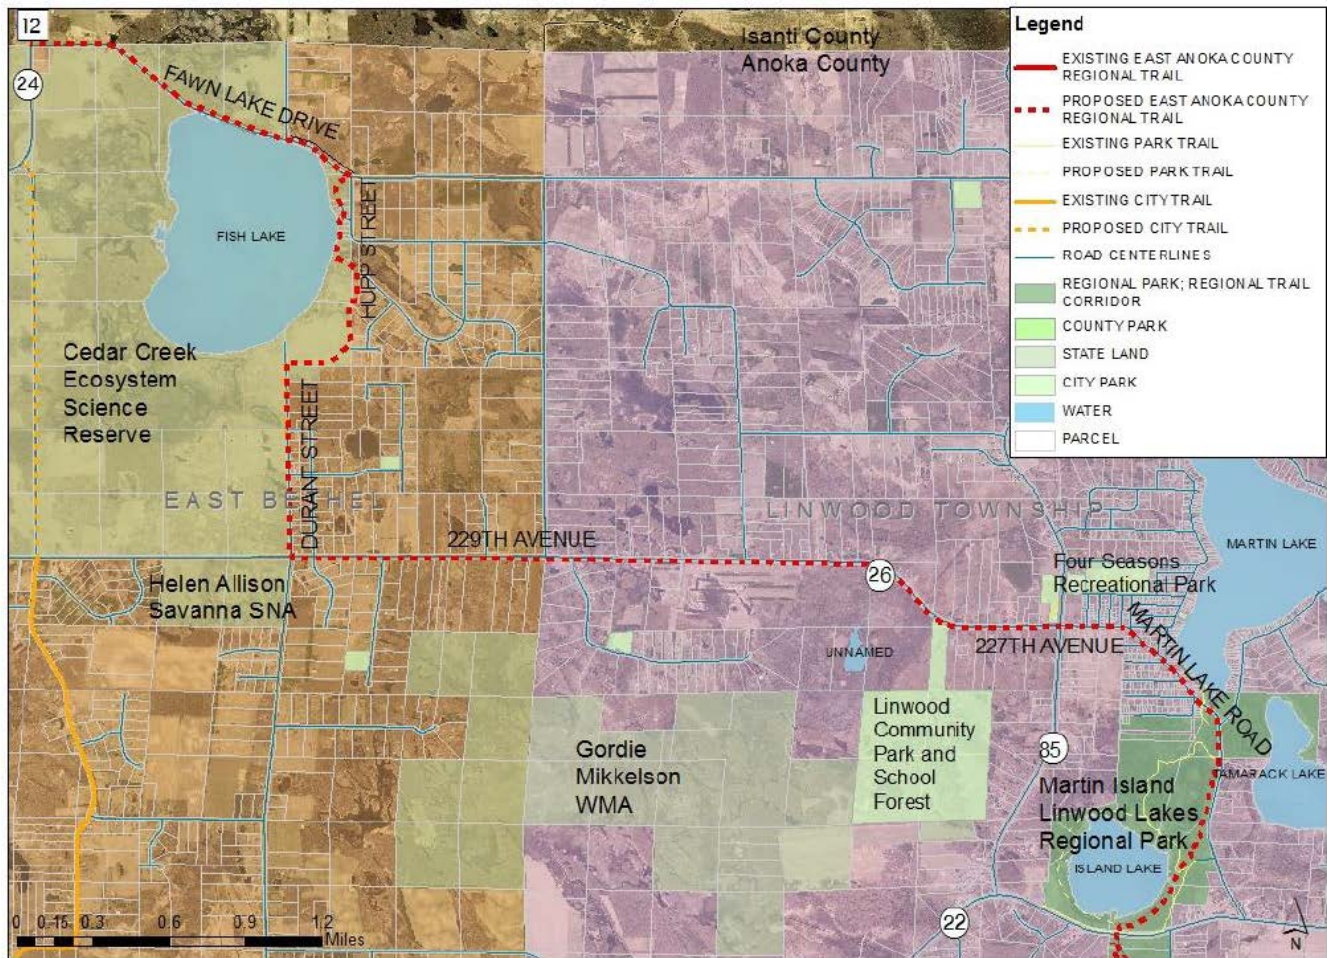 12
24
Isanti County
Anoka County
FAWN LAKE DRIVE
HUPP STREET
FISH LAKE
Cedar Creek
Ecosystem
Science
Reserve
DURANT STREET
EAST BETHEL
229TH AVENUE
LINWOOD TOWNSHIP
MARTIN LAKE
26
Four Seasons
Recreational Park
Helen Allison
Savanna SNA
227TH AVENUE
MARTIN LAKE ROAD
UNNAMED
Linwood
Community
Park and
School
Forest
Gordie
Mikkelson
WMA
85
TAMARACK LAKE
Martin Island
Linwood Lakes
Regional Park
ISLAND LAKE
22
0 0.15 0.3 0.6 0.9 1.2
Miles
N
Legend
EXISTING EAST ANOKA COUNTY
REGIONAL TRAIL
PROPOSED EAST ANOKA COUNTY
REGIONAL TRAIL
EXISTING PARK TRAIL
PROPOSED PARK TRAIL
EXISTING CITY TRAIL
PROPOSED CITY TRAIL
ROAD CENTERLINES
REGIONAL PARK; REGIONAL TRAIL
CORRIDOR
COUNTY PARK
STATE LAND
CITY PARK
WATER
PARCEL